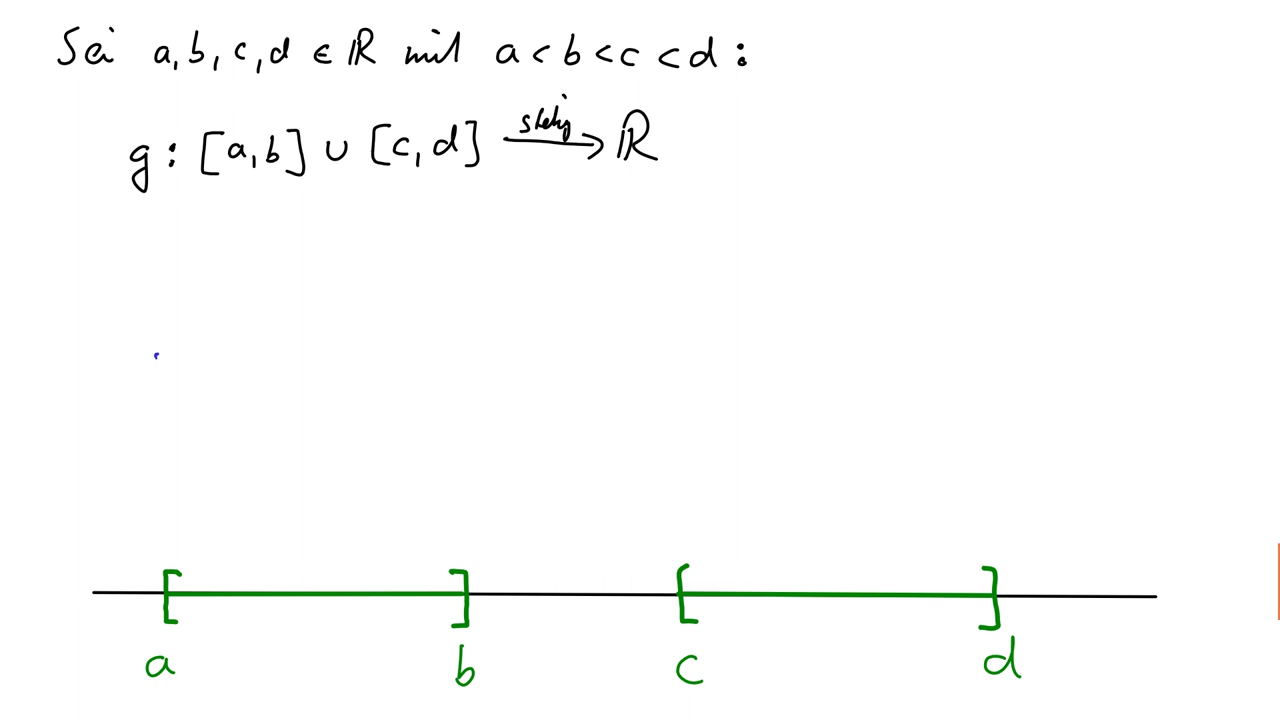 Sei a, b, c, d ∈ ℝ mit a < b < c < d :
g : [a, b] ∪ [c, d] stetig → ℝ
a b c d